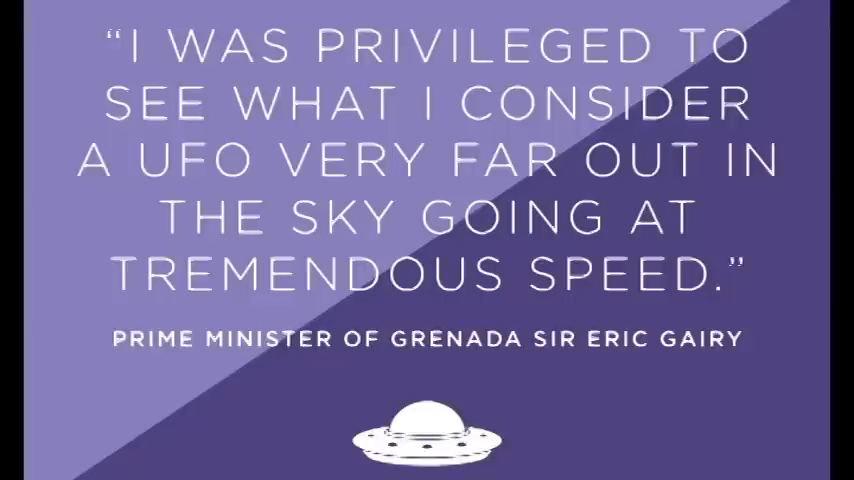 “I WAS PRIVILEGED TO
SEE WHAT I CONSIDER
A UFO VERY FAR OUT IN
THE SKY GOING AT
TREMENDOUS SPEED.”
PRIME MINISTER OF GRENADA SIR ERIC GAIRY